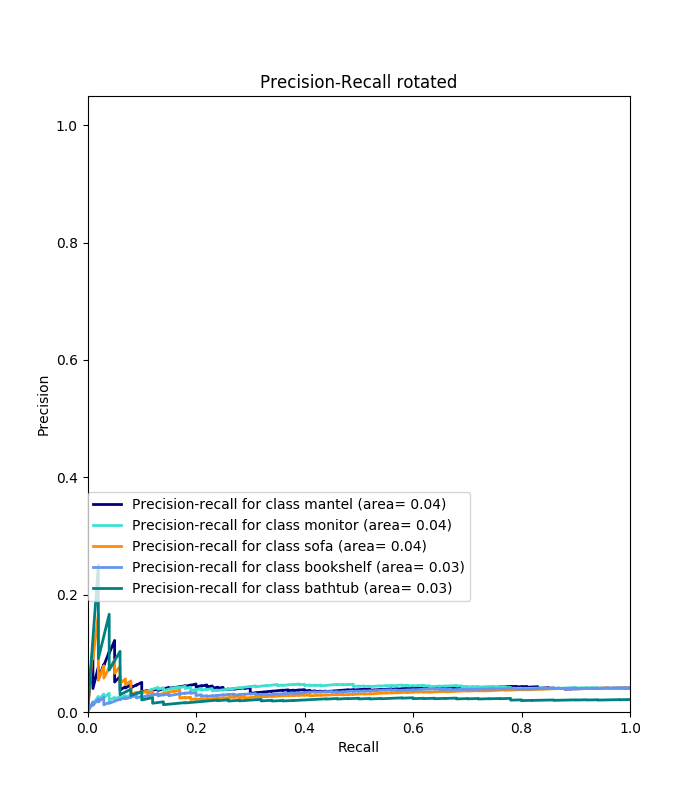 Precision-Recall rotated
1.0
0.8
0.6
0.4
0.2
0.0
Precision
Precision-recall for class mantel (area= 0.04)
Precision-recall for class monitor (area= 0.04)
Precision-recall for class sofa (area= 0.04)
Precision-recall for class bookshelf (area= 0.03)
Precision-recall for class bathtub (area= 0.03)
0.0 0.2 0.4 0.6 0.8 1.0
Recall